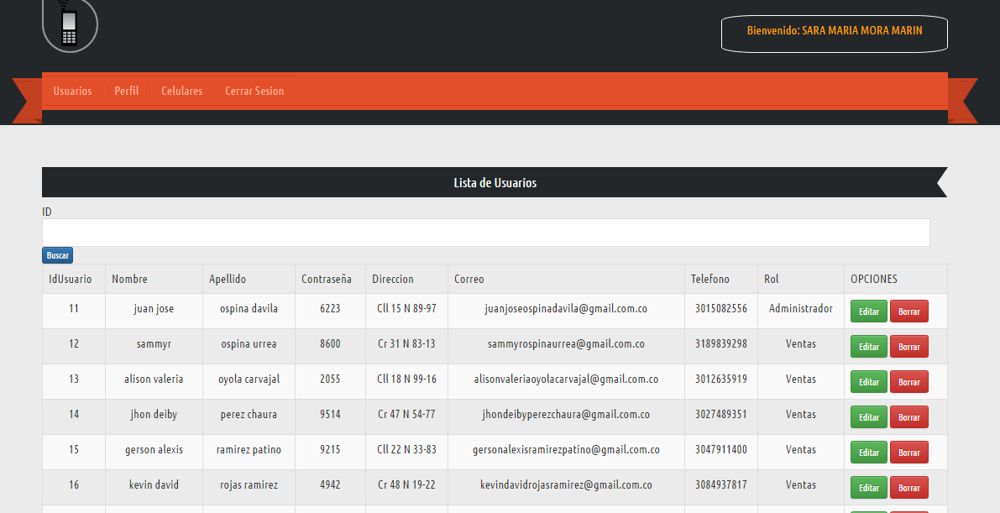 Bienvenido: SARA MARIA MORA MARIN
Usuarios Perfil Celulares Cerrar Sesion
Lista de Usuarios
ID
Buscar
IdUsuario Nombre Apellido Contraseña Direccion Correo Telefono Rol OPCIONES
11 juan jose ospina davila 6223 Cll 15 N 89-97 juanjoseospinadavila@gmail.com.co 3015082556 Administrador Editar Borrar
12 sammyr ospina urrea 8600 Cr 31 N 83-13 sammyrospinaurrea@gmail.com.co 3189839298 Ventas Editar Borrar
13 alison valeria oyola carvajal 2055 Cll 18 N 99-16 alisonvaleriaoyolacarvajal@gmail.com.co 3012635919 Ventas Editar Borrar
14 jhon deiby perez chaura 9514 Cr 47 N 54-77 jhondeibyperezchaura@gmail.com.co 3027489351 Ventas Editar Borrar
15 gerson alexis ramirez patino 9215 Cll 22 N 33-83 gersonalexisramirezpatino@gmail.com.co 3047911400 Ventas Editar Borrar
16 kevin david rojas ramirez 4942 Cr 48 N 19-22 kevindavidrojasramirez@gmail.com.co 3084937817 Ventas Editar Borrar